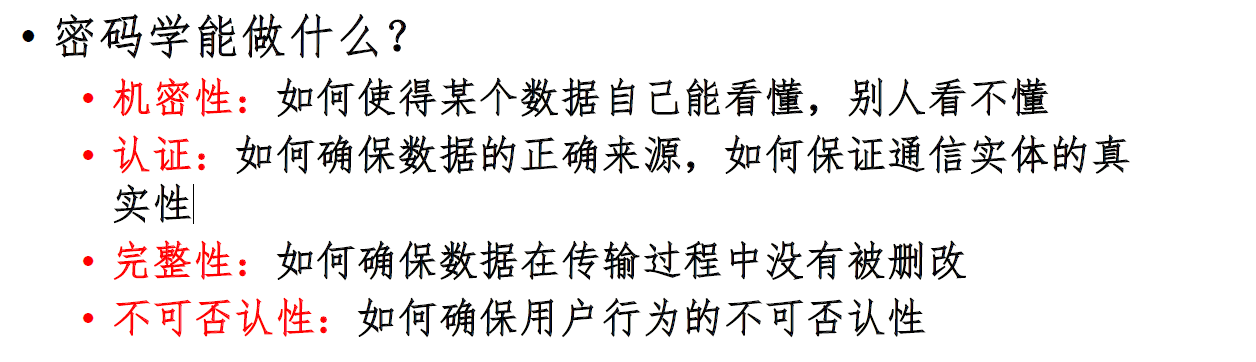 • 密码学能做什么？
• 机密性：如何使得某个数据自己能看懂，别人看不懂
• 认证：如何确保数据的正确来源，如何保证通信实体的真
实性
• 完整性：如何确保数据在传输过程中没有被删改
• 不可否认性：如何确保用户行为的不可否认性